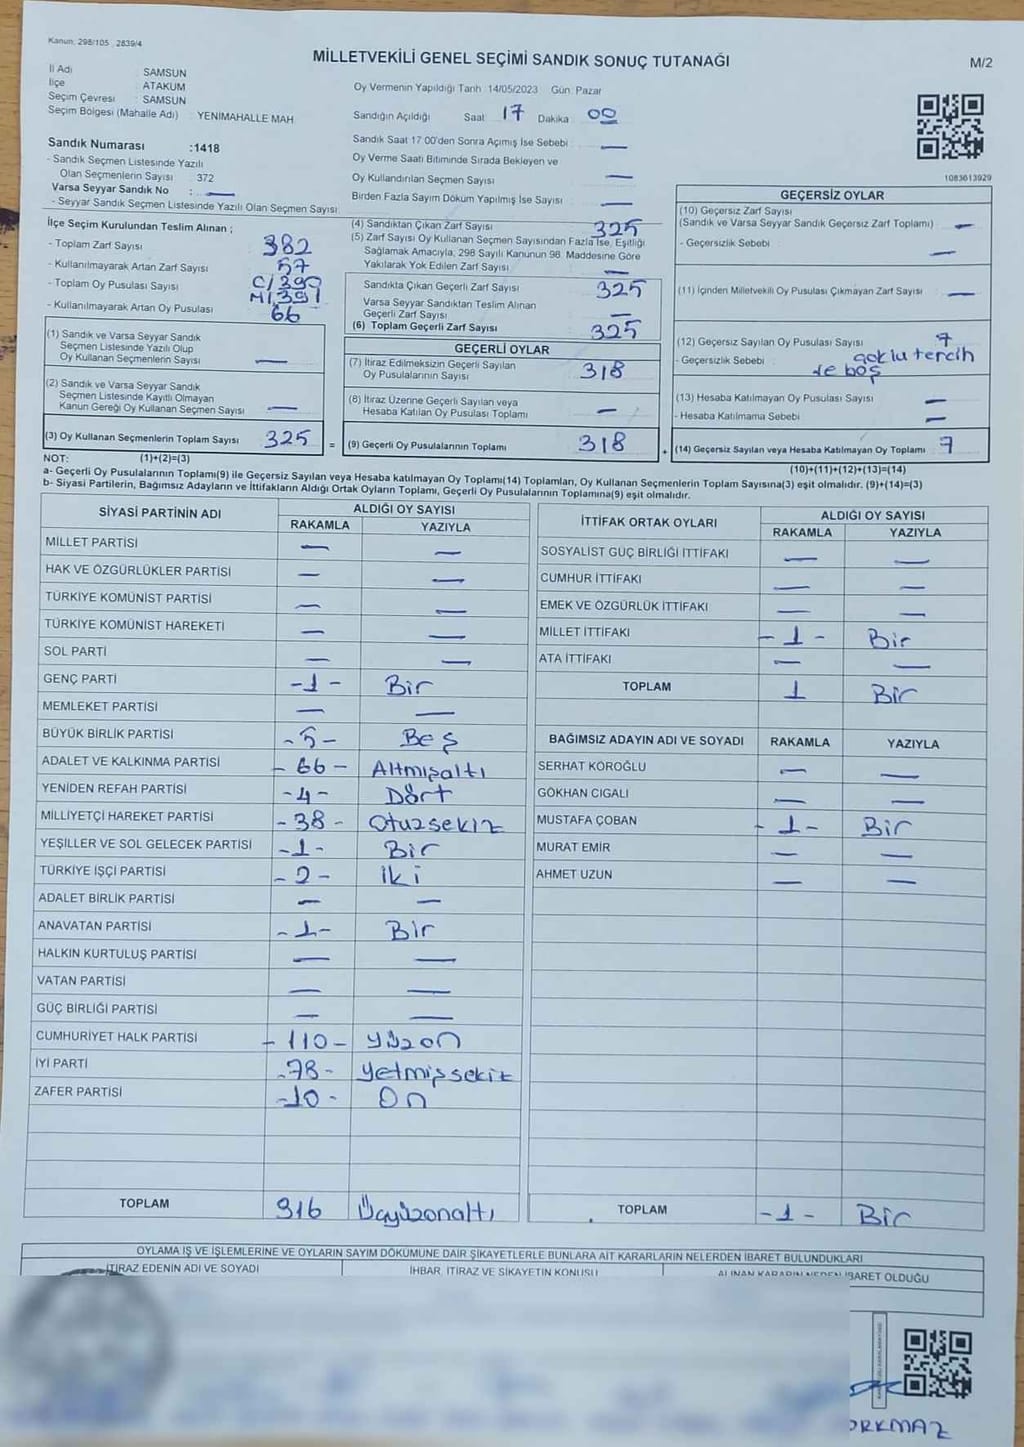 Kanun: 298/105 , 2839/4
MİLLETVEKİLİ GENEL SEÇİMİ SANDIK SONUÇ TUTANAĞI
M/2
İl Adı : SAMSUN
İlçe : ATAKUM
Seçim Çevresi : SAMSUN
Seçim Bölgesi (Mahalle Adı) : YENİMAHALLE MAH
Sandık Numarası :1418
- Sandık Seçmen Listesinde Yazılı
Olan Seçmenlerin Sayısı : 372
Varsa Seyyar Sandık No : —
- Seyyar Sandık Seçmen Listesinde Yazılı Olan Seçmen Sayısı:
Oy Vermenin Yapıldığı Tarih 14/05/2023 Gün: Pazar
Sandığın Açıldığı Saat 17 Dakika 00
Sandık Saat 17:00'den Sonra Açımış İse Sebebi —
Oy Verme Saati Bitiminde Sırada Bekleyen ve
Oy Kullandırılan Seçmen Sayısı —
Birden Fazla Sayım Döküm Yapılmış İse Sayısı —
1083613929
İlçe Seçim Kurulundan Teslim Alınan ;
- Toplam Zarf Sayısı 382
- Kullanılmayarak Artan Zarf Sayısı 57
- Toplam Oy Pusulası Sayısı C/390
M/391
- Kullanılmayarak Artan Oy Pusulası 66
(1) Sandık ve Varsa Seyyar Sandık
Seçmen Listesinde Yazılı Olup
Oy Kullanan Seçmenlerin Sayısı —
(2) Sandık ve Varsa Seyyar Sandık
Seçmen Listesinde Kayıtlı Olmayan
Kanun Gereği Oy Kullanan Seçmen Sayısı —
(3) Oy Kullanan Seçmenlerin Toplam Sayısı 325 =
(4) Sandıktan Çıkan Zarf Sayısı 325
(5) Zarf Sayısı Oy Kullanan Seçmen Sayısından Fazla İse, Eşitliği
Sağlamak Amacıyla, 298 Sayılı Kanunun 98. Maddesine Göre
Yakılarak Yok Edilen Zarf Sayısı —
Sandıkta Çıkan Geçerli Zarf Sayısı 325
Varsa Seyyar Sandıktan Teslim Alınan
Geçerli Zarf Sayısı —
(6) Toplam Geçerli Zarf Sayısı 325
GEÇERLİ OYLAR
(7) İtiraz Edilmeksizin Geçerli Sayılan
Oy Pusulalarının Sayısı 318
(8) İtiraz Üzerine Geçerli Sayılan veya
Hesaba Katılan Oy Pusulası Toplamı —
(9) Geçerli Oy Pusulalarının Toplamı 318 +
GEÇERSİZ OYLAR
(10) Geçersiz Zarf Sayısı
(Sandık ve Varsa Seyyar Sandık Geçersiz Zarf Toplamı) —
- Geçersizlik Sebebi : —
(11) İçinden Milletvekili Oy Pusulası Çıkmayan Zarf Sayısı —
(12) Geçersiz Sayılan Oy Pusulası Sayısı 7
- Geçersizlik Sebebi : çoklu tercih
ve boş
(13) Hesaba Katılmayan Oy Pusulası Sayısı —
- Hesaba Katılmama Sebebi —
(14) Geçersiz Sayılan veya Hesaba Katılmayan Oy Toplamı 7
NOT: (1)+(2)=(3)
(10)+(11)+(12)+(13)=(14)
a- Geçerli Oy Pusulalarının Toplamı(9) ile Geçersiz Sayılan veya Hesaba katılmayan Oy Toplamı(14) Toplamları, Oy Kullanan Seçmenlerin Toplam Sayısına(3) eşit olmalıdır. (9)+(14)=(3)
b- Siyasi Partilerin, Bağımsız Adayların ve İttifakların Aldığı Ortak Oyların Toplamı, Geçerli Oy Pusulalarının Toplamına(9) eşit olmalıdır.
SİYASİ PARTİNİN ADI ALDIĞI OY SAYISI
RAKAMLA YAZIYLA
MİLLET PARTİSİ — —
HAK VE ÖZGÜRLÜKLER PARTİSİ — —
TÜRKİYE KOMÜNİST PARTİSİ — —
TÜRKİYE KOMÜNİST HAREKETİ — —
SOL PARTİ — —
GENÇ PARTİ -1- Bir
MEMLEKET PARTİSİ — —
BÜYÜK BİRLİK PARTİSİ -5- Beş
ADALET VE KALKINMA PARTİSİ -66- Altmışaltı
YENİDEN REFAH PARTİSİ -4- Dört
MİLLİYETÇİ HAREKET PARTİSİ -38- Otuzsekiz
YEŞİLLER VE SOL GELECEK PARTİSİ -1- Bir
TÜRKİYE İŞÇİ PARTİSİ -2- iki
ADALET BİRLİK PARTİSİ — —
ANAVATAN PARTİSİ -1- Bir
HALKIN KURTULUŞ PARTİSİ — —
VATAN PARTİSİ — —
GÜÇ BİRLİĞİ PARTİSİ — —
CUMHURİYET HALK PARTİSİ -110- yüzon
İYİ PARTİ -78- yetmişsekiz
ZAFER PARTİSİ -10- On
TOPLAM 316 Üçyüzonaltı
İTTİFAK ORTAK OYLARI ALDIĞI OY SAYISI
RAKAMLA YAZIYLA
SOSYALİST GÜÇ BİRLİĞİ İTTİFAKI — —
CUMHUR İTTİFAKI — —
EMEK VE ÖZGÜRLÜK İTTİFAKI — —
MİLLET İTTİFAKI -1- Bir
ATA İTTİFAKI — —
TOPLAM 1 Bir
BAĞIMSIZ ADAYIN ADI VE SOYADI RAKAMLA YAZIYLA
SERHAT KÖROĞLU — —
GÖKHAN CIGALI — —
MUSTAFA ÇOBAN -1- Bir
MURAT EMİR — —
AHMET UZUN — —
TOPLAM -1- Bir
OYLAMA İŞ VE İŞLEMLERİNE VE OYLARIN SAYIM DÖKÜMÜNE DAİR ŞİKAYETLERLE BUNLARA AİT KARARLARIN NELERDEN İBARET BULUNDUKLARI
İTİRAZ EDENİN ADI VE SOYADI İHBAR, İTİRAZ VE ŞİKAYETİN KONUSU ALINAN KARARIN NEDEN İBARET OLDUĞU
ORKMAZ